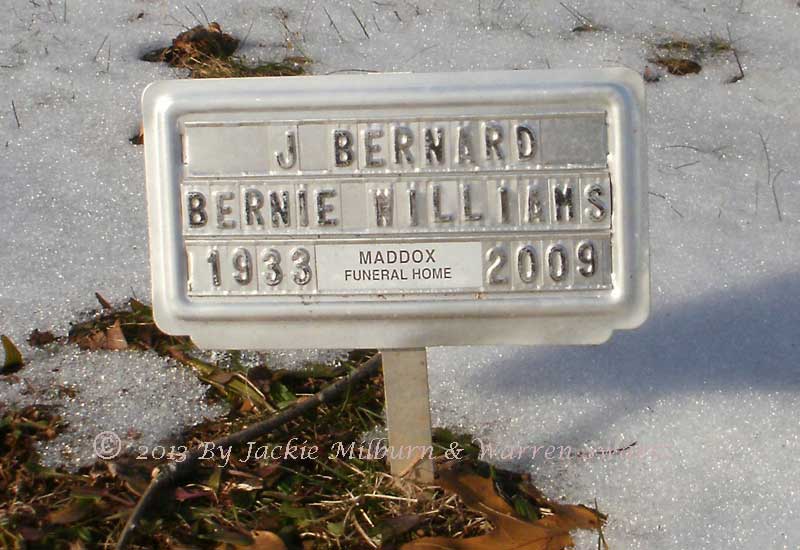 J BERNARD
BERNIE WILLIAMS
1933 MADDOX FUNERAL HOME 2009
© 2013 By Jackie Milburn & Warren